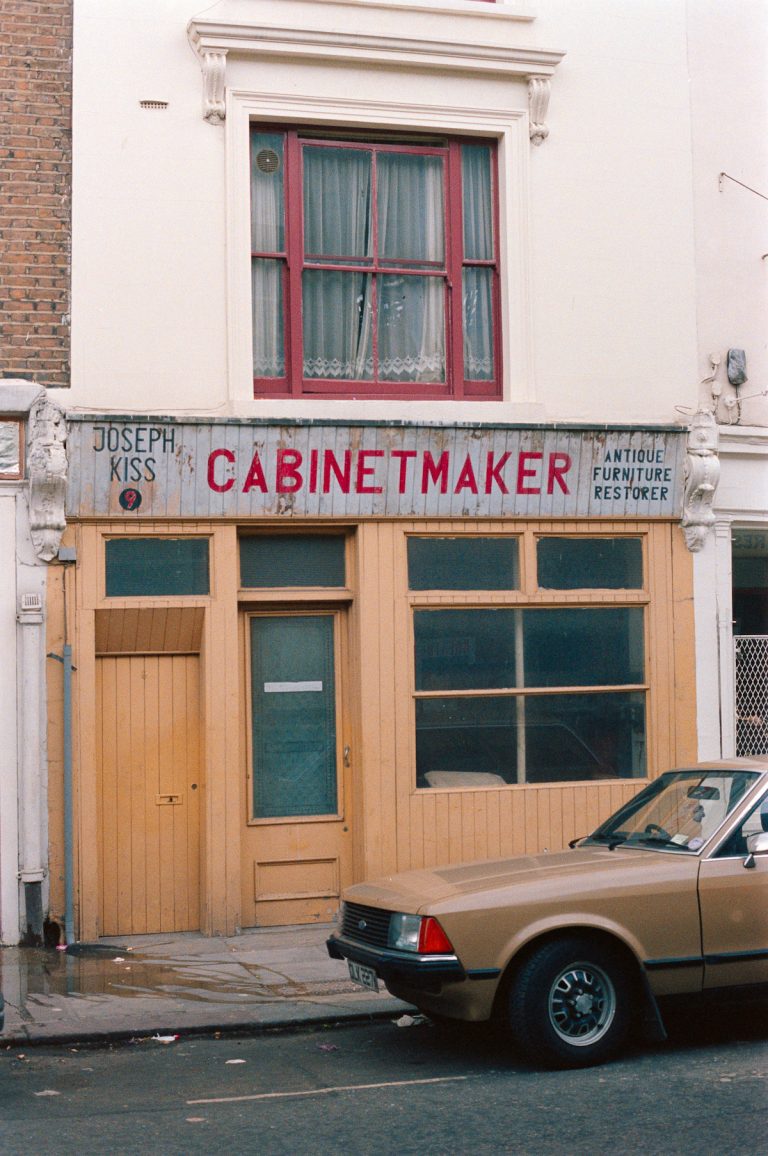 JOSEPH
KISS
9
CABINETMAKER
ANTIQUE
FURNITURE
RESTORER